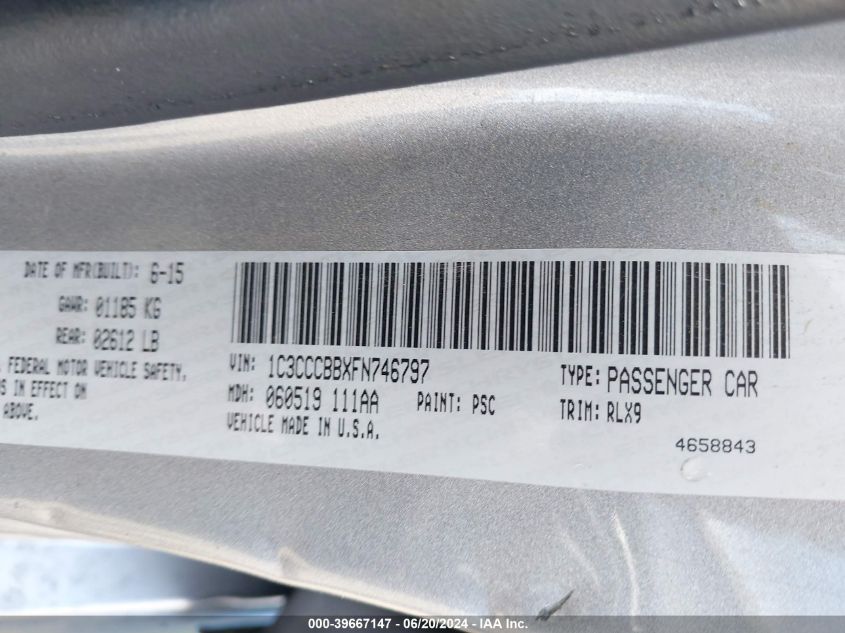 DATE OF MFR(BUILT): 6-15
GAWR: 01185 KG
REAR: 02612 LB
FEDERAL MOTOR VEHICLE SAFETY,
IN EFFECT ON
ABOVE.
VIN: 1C3CCCBBXFN746797
TYPE: PASSENGER CAR
MDH: 060519 111AA
PAINT: PSC
TRIM: RLX9
VEHICLE MADE IN U.S.A.
4658843
000-39667147 - 06/20/2024 - IAA Inc.